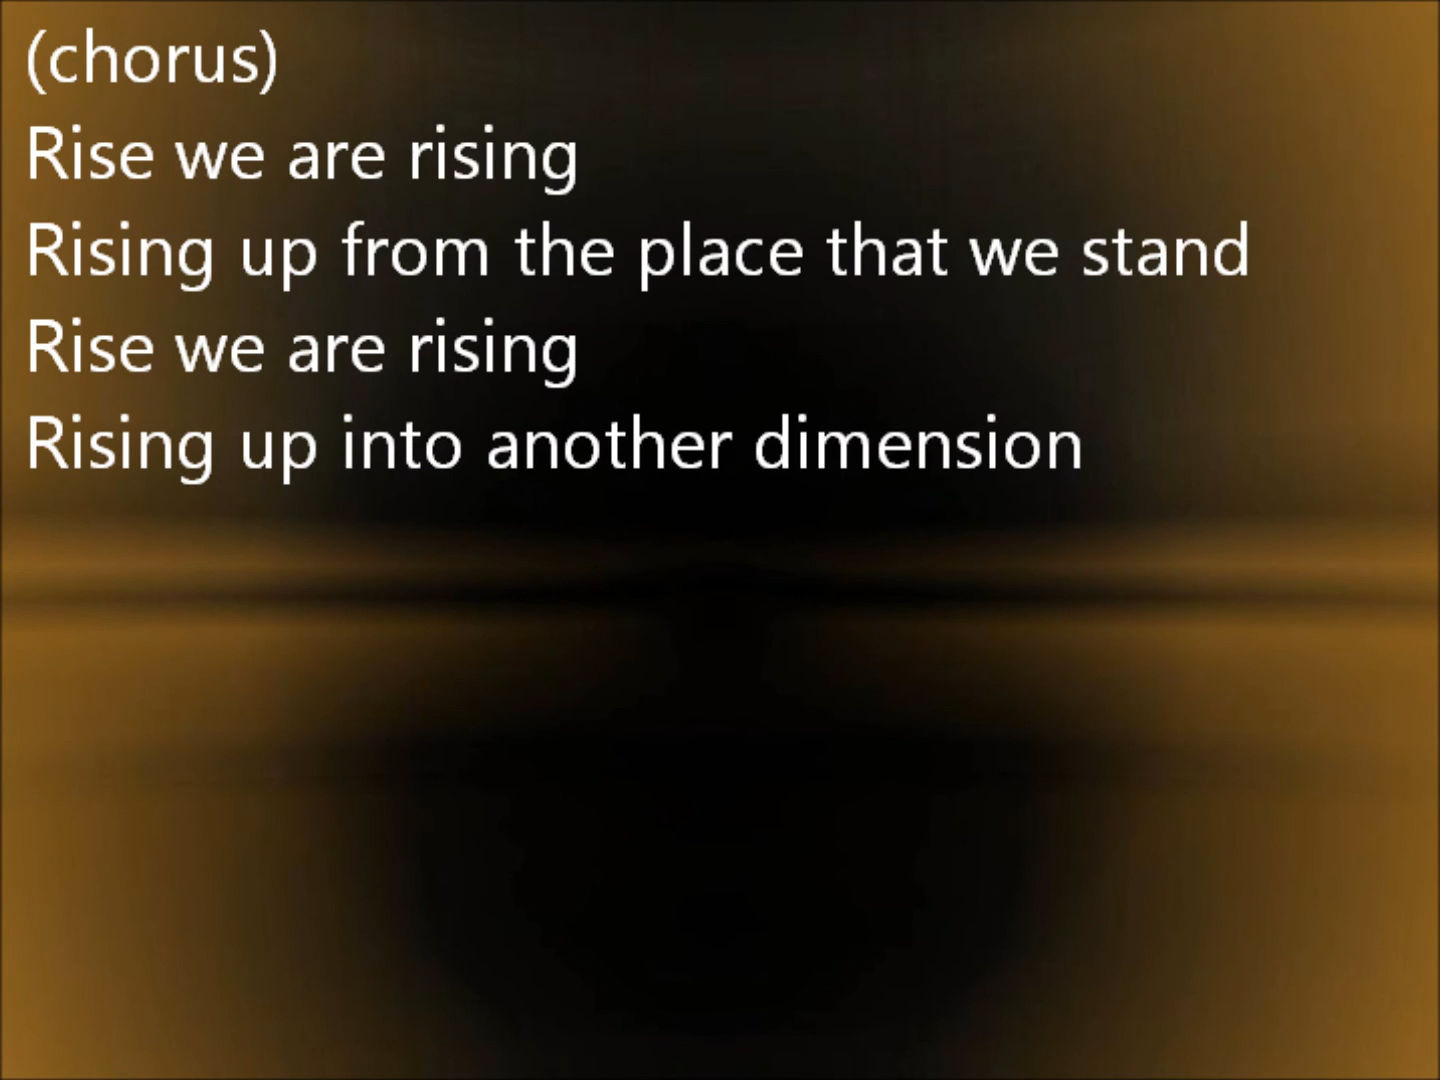 (chorus)
Rise we are rising
Rising up from the place that we stand
Rise we are rising
Rising up into another dimension